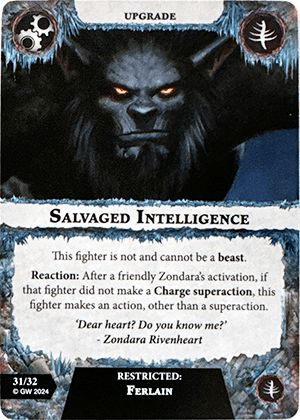 UPGRADE
SALVAGED INTELLIGENCE
This fighter is not and cannot be a beast.
Reaction: After a friendly Zondara's activation, if
that fighter did not make a Charge superaction, this
fighter makes an action, other than a superaction.
'Dear heart? Do you know me?'
- Zondara Rivenheart
31/32
© GW 2024
RESTRICTED:
FERLAIN